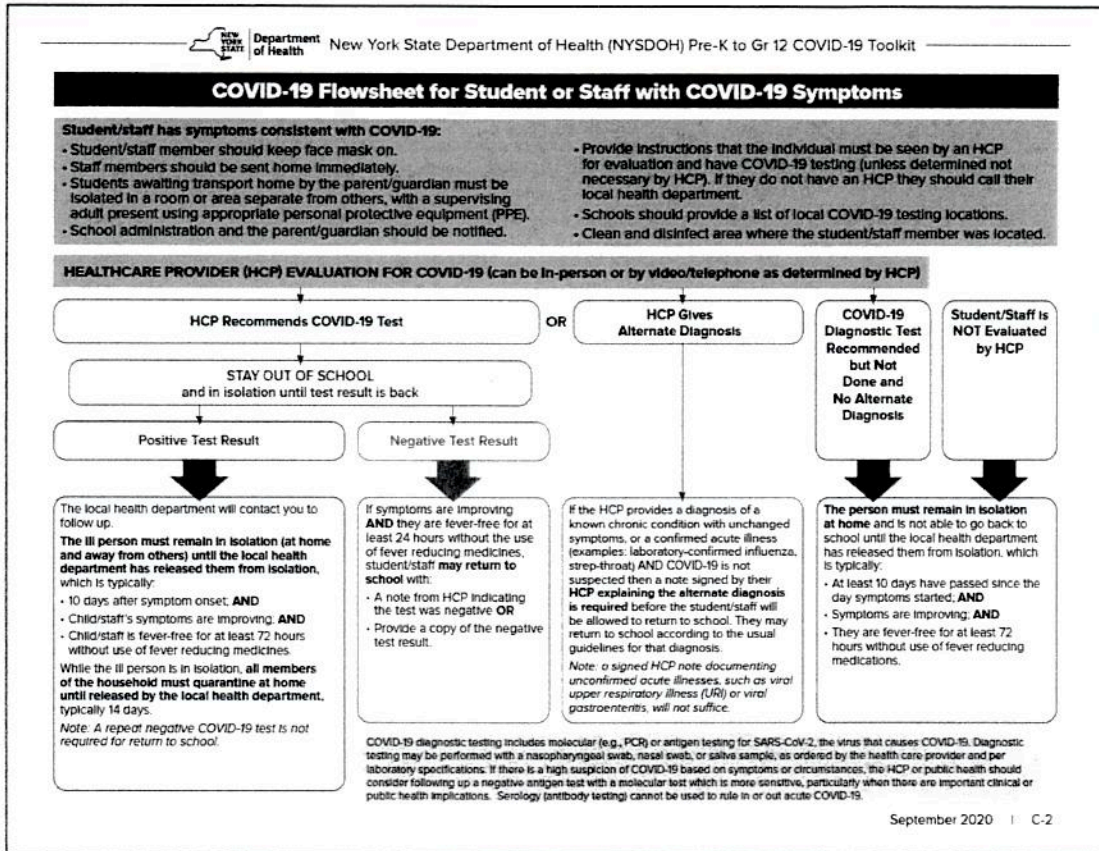 NEW YORK STATE
Department of Health
New York State Department of Health (NYSDOH) Pre-K to Gr 12 COVID-19 Toolkit
COVID-19 Flowsheet for Student or Staff with COVID-19 Symptoms
Student/staff has symptoms consistent with COVID-19:
• Student/staff member should keep face mask on.
• Staff members should be sent home immediately.
• Students awaiting transport home by the parent/guardian must be
isolated in a room or area separate from others, with a supervising
adult present using appropriate personal protective equipment (PPE).
• School administration and the parent/guardian should be notified.
• Provide instructions that the individual must be seen by an HCP
for evaluation and have COVID-19 testing (unless determined not
necessary by HCP). If they do not have an HCP they should call their
local health department.
• Schools should provide a list of local COVID-19 testing locations.
• Clean and disinfect area where the student/staff member was located.
HEALTHCARE PROVIDER (HCP) EVALUATION FOR COVID-19 (can be in-person or by video/telephone as determined by HCP)
HCP Recommends COVID-19 Test
OR
HCP Gives
Alternate Diagnosis
COVID-19
Diagnostic Test
Recommended
but Not
Done and
No Alternate
Diagnosis
Student/Staff is
NOT Evaluated
by HCP
STAY OUT OF SCHOOL
and in isolation until test result is back
Positive Test Result
Negative Test Result
The local health department will contact you to
follow up.
The ill person must remain in isolation (at home
and away from others) until the local health
department has released them from isolation,
which is typically:
• 10 days after symptom onset; AND
• Child/staff's symptoms are improving; AND
• Child/staff is fever-free for at least 72 hours
without use of fever reducing medicines.
While the ill person is in isolation, all members
of the household must quarantine at home
until released by the local health department,
typically 14 days.
Note: A repeat negative COVID-19 test is not
required for return to school.
If symptoms are improving
AND they are fever-free for at
least 24 hours without the use
of fever reducing medicines,
student/staff may return to
school with:
• A note from HCP indicating
the test was negative OR
• Provide a copy of the negative
test result.
If the HCP provides a diagnosis of a
known chronic condition with unchanged
symptoms, or a confirmed acute illness
(examples: laboratory-confirmed influenza,
strep-throat) AND COVID-19 is not
suspected then a note signed by their
HCP explaining the alternate diagnosis
is required before the student/staff will
be allowed to return to school. They may
return to school according to the usual
guidelines for that diagnosis.
Note: a signed HCP note documenting
unconfirmed acute illnesses, such as viral
upper respiratory illness (URI) or viral
gastroenteritis, will not suffice.
The person must remain in isolation
at home and is not able to go back to
school until the local health department
has released them from isolation, which
is typically:
• At least 10 days have passed since the
day symptoms started; AND
• Symptoms are improving; AND
• They are fever-free for at least 72
hours without use of fever reducing
medications.
COVID-19 diagnostic testing includes molecular (e.g., PCR) or antigen testing for SARS-CoV-2, the virus that causes COVID-19. Diagnostic
testing may be performed with a nasopharyngeal swab, nasal swab, or saliva sample, as ordered by the health care provider and per
laboratory specifications. If there is a high suspicion of COVID-19 based on symptoms or circumstances, the HCP or public health should
consider following up a negative antigen test with a molecular test which is more sensitive, particularly when there are important clinical or
public health implications. Serology (antibody testing) cannot be used to rule in or out acute COVID-19.
September 2020 | C-2